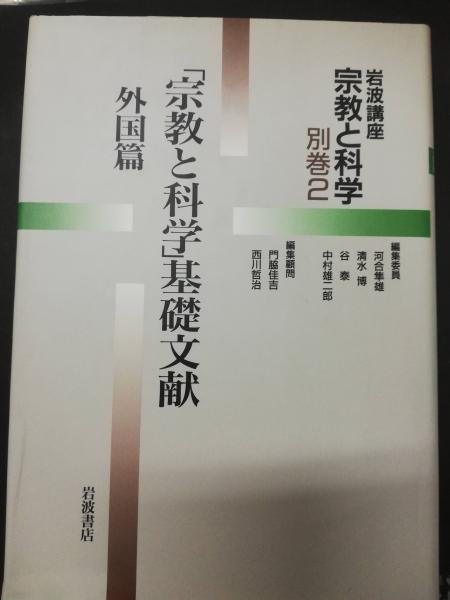 岩波講座
宗教と科学
別巻2
編集委員
河合隼雄
清水 博
谷 泰
中村雄二郎
編集顧問
門脇佳吉
西川哲治
「宗教と科学」基礎文献
外国篇
岩波書店